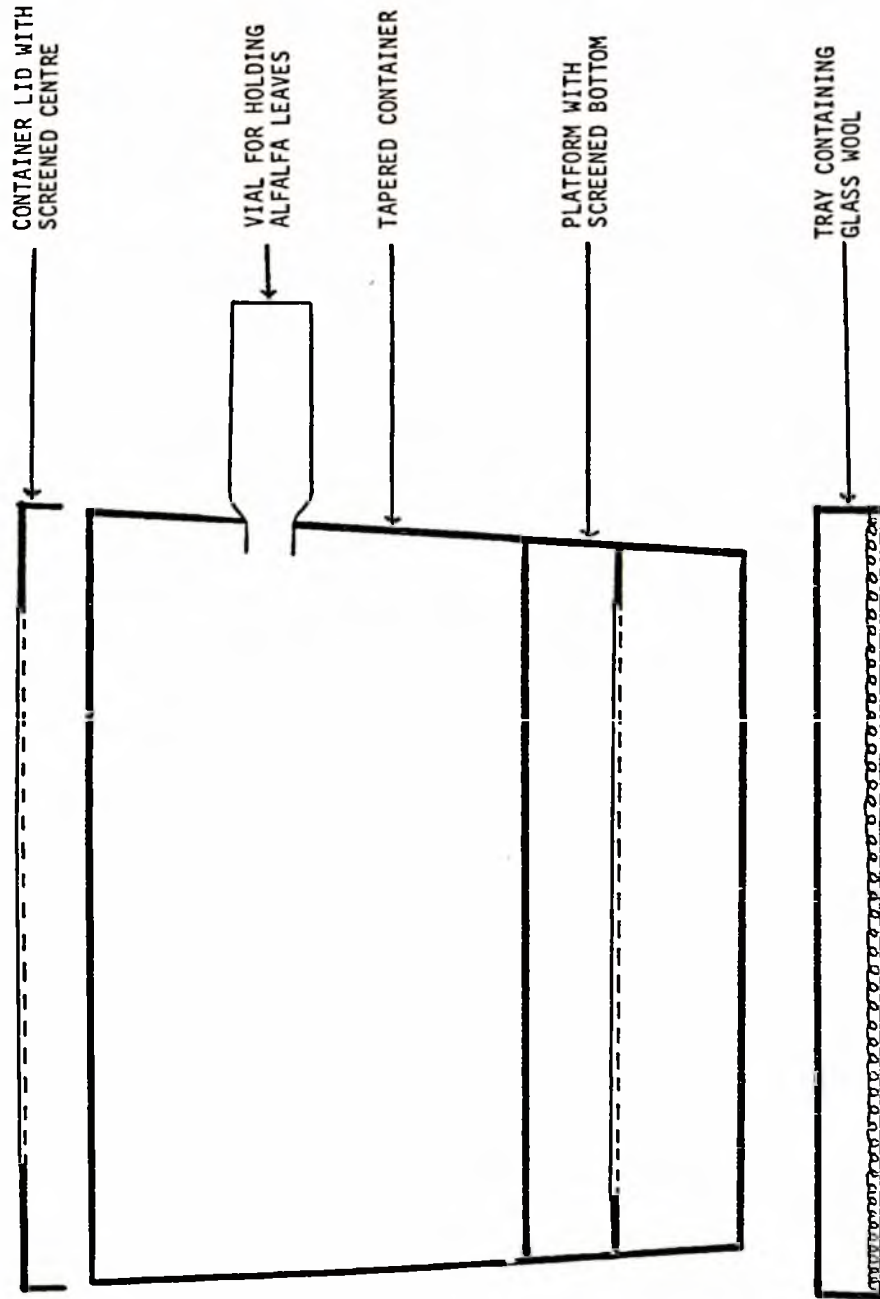 CONTAINER LID WITH
SCREENED CENTRE
VIAL FOR HOLDING
ALFALFA LEAVES
TAPERED CONTAINER
PLATFORM WITH
SCREENED BOTTOM
TRAY CONTAINING
GLASS WOOL